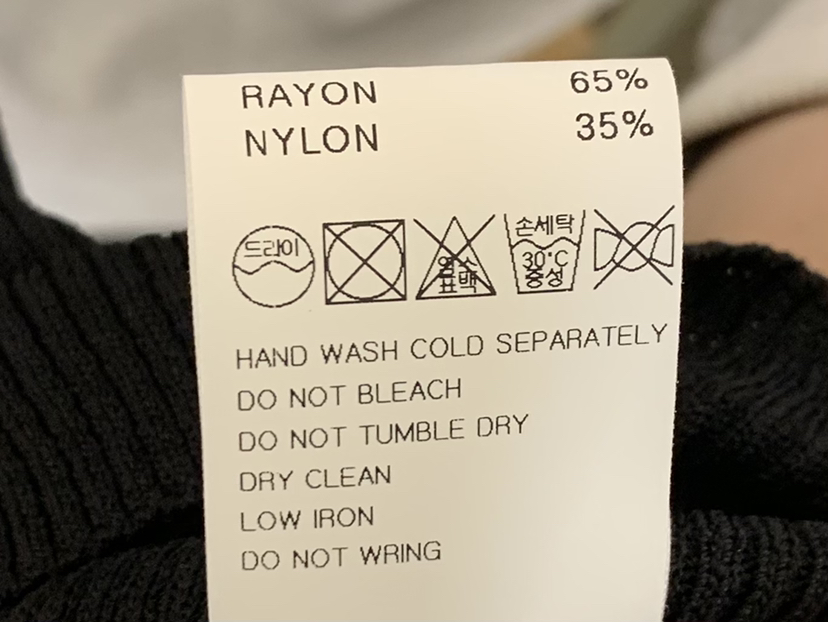 RAYON 65%
NYLON 35%
드라이
염소
표백
손세탁
30°C
중성
HAND WASH COLD SEPARATELY
DO NOT BLEACH
DO NOT TUMBLE DRY
DRY CLEAN
LOW IRON
DO NOT WRING